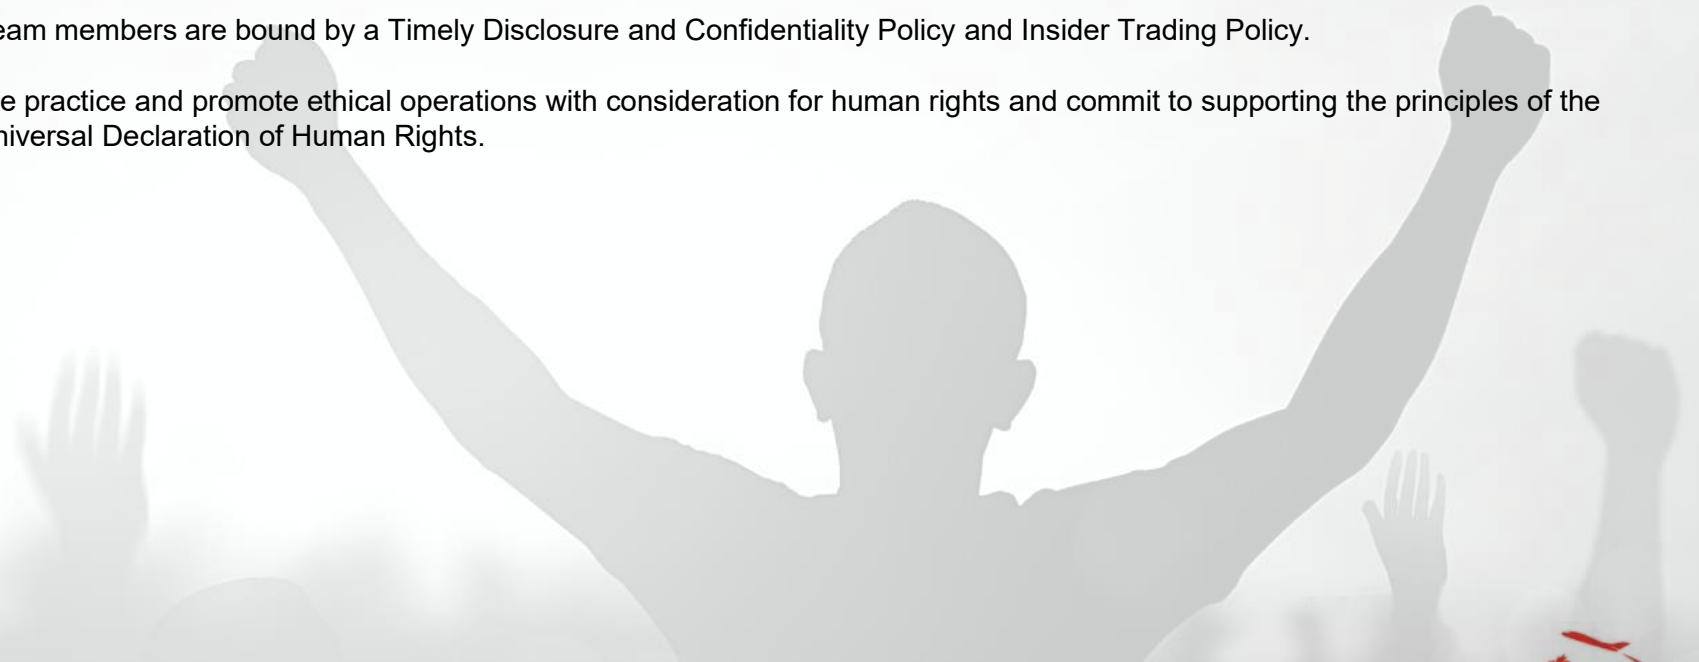 eam members are bound by a Timely Disclosure and Confidentiality Policy and Insider Trading Policy.
e practice and promote ethical operations with consideration for human rights and commit to supporting the principles of the
niversal Declaration of Human Rights.